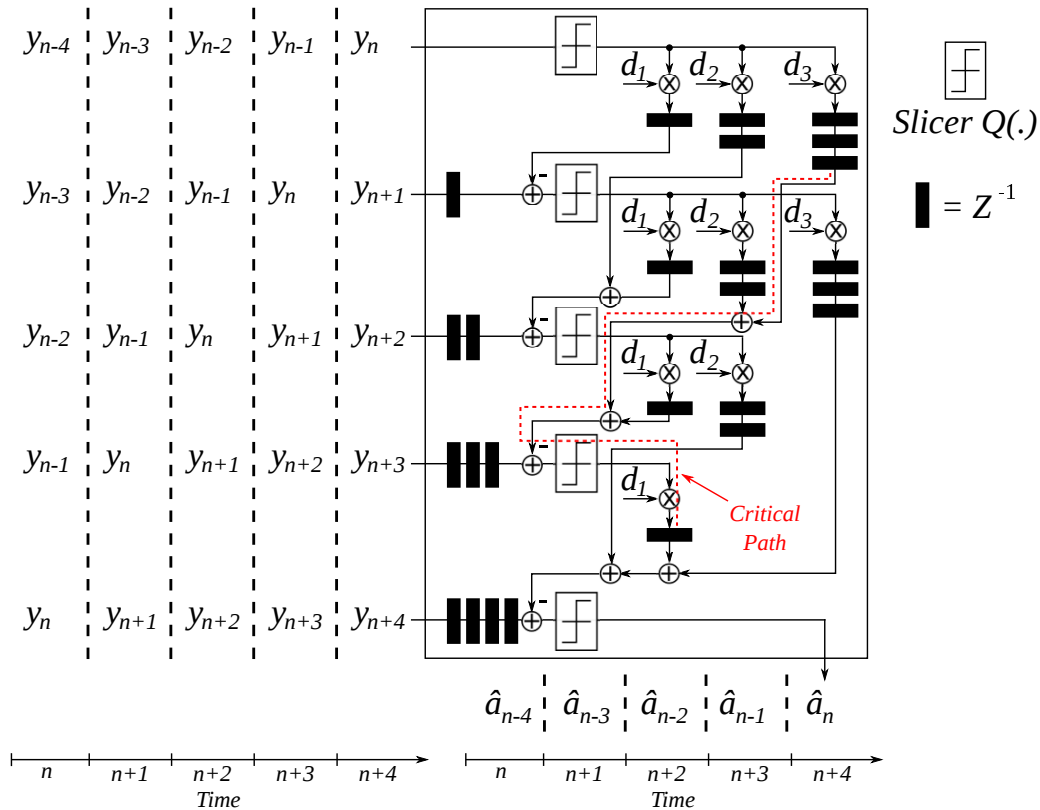 y_{n-4} y_{n-3} y_{n-2} y_{n-1} y_n
d_1 d_2 d_3
Slicer Q(.)
-
y_{n-3} y_{n-2} y_{n-1} y_n y_{n+1}
= Z^{-1}
d_1 d_2 d_3
-
y_{n-2} y_{n-1} y_n y_{n+1} y_{n+2}
d_1 d_2
-
y_{n-1} y_n y_{n+1} y_{n+2} y_{n+3}
d_1
Critical
Path
-
y_n y_{n+1} y_{n+2} y_{n+3} y_{n+4}
â_{n-4} â_{n-3} â_{n-2} â_{n-1} â_n
n n+1 n+2 n+3 n+4
Time
n n+1 n+2 n+3 n+4
Time